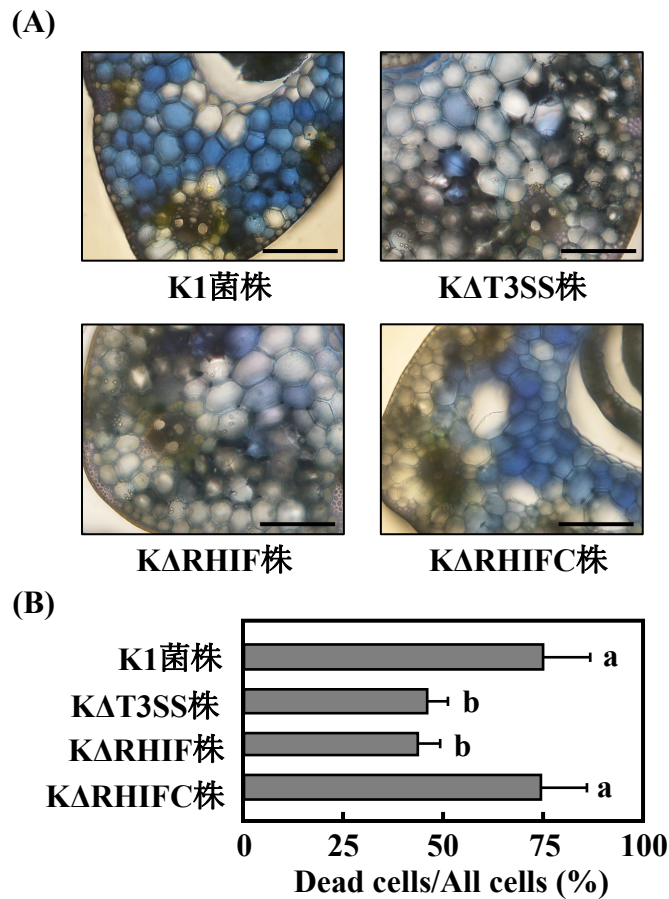 (A)
K1菌株 KΔT3SS株
KΔRHIF株 KΔRHIFC株
(B)
K1菌株 a
KΔT3SS株 b
KΔRHIF株 b
KΔRHIFC株 a
0 25 50 75 100
Dead cells/All cells (%)